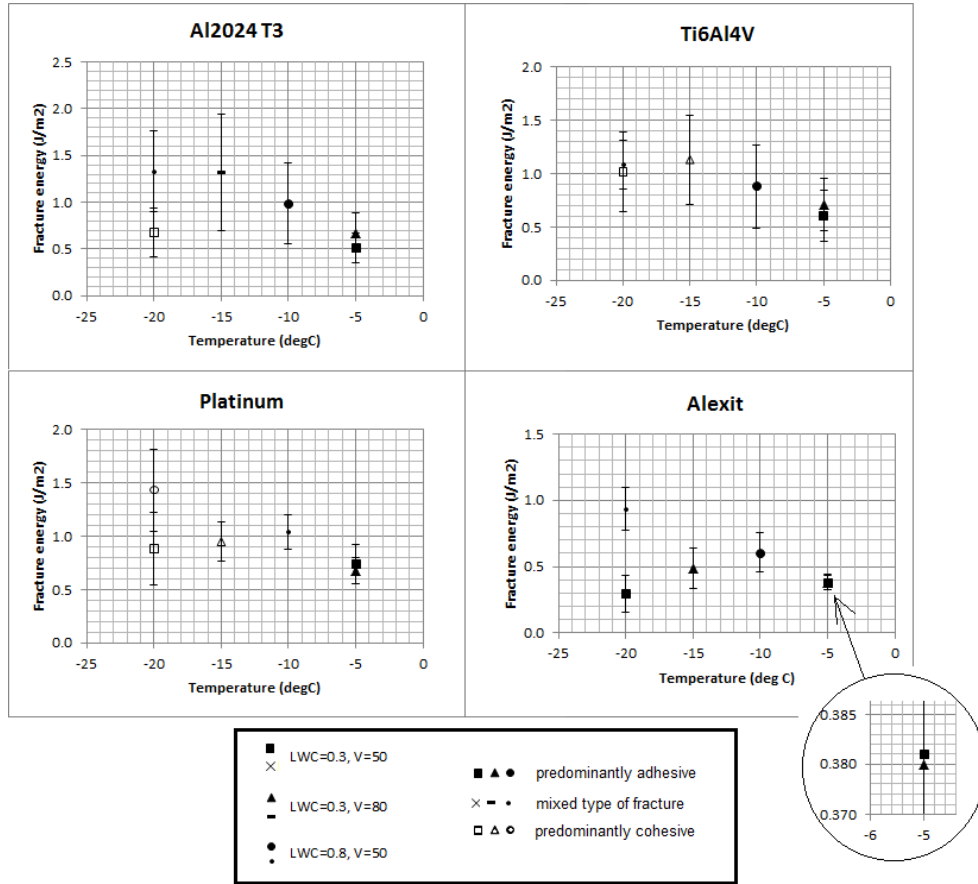 Al2024 T3
Fracture energy (J/m2)
2.5
2.0
1.5
1.0
0.5
0.0
-25 -20 -15 -10 -5 0
Temperature (degC)
Ti6Al4V
Fracture energy (J/m2)
2.0
1.5
1.0
0.5
0.0
-25 -20 -15 -10 -5 0
Temperature (degC)
Platinum
Fracture energy (J/m2)
2.0
1.5
1.0
0.5
0.0
-25 -20 -15 -10 -5 0
Temperature (degC)
Alexit
Fracture energy (J/m2)
1.5
1.0
0.5
0.0
-25 -20 -15 -10 -5 0
Temperature (deg C)
0.385
0.380
0.370
-6 -5
LWC=0.3, V=50
LWC=0.3, V=80
LWC=0.8, V=50
predominantly adhesive
mixed type of fracture
predominantly cohesive